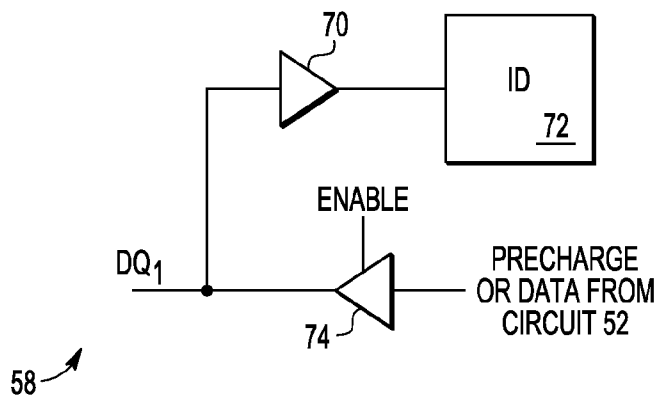 70
ID
72
ENABLE
DQ1
PRECHARGE
OR DATA FROM
CIRCUIT 52
74
58